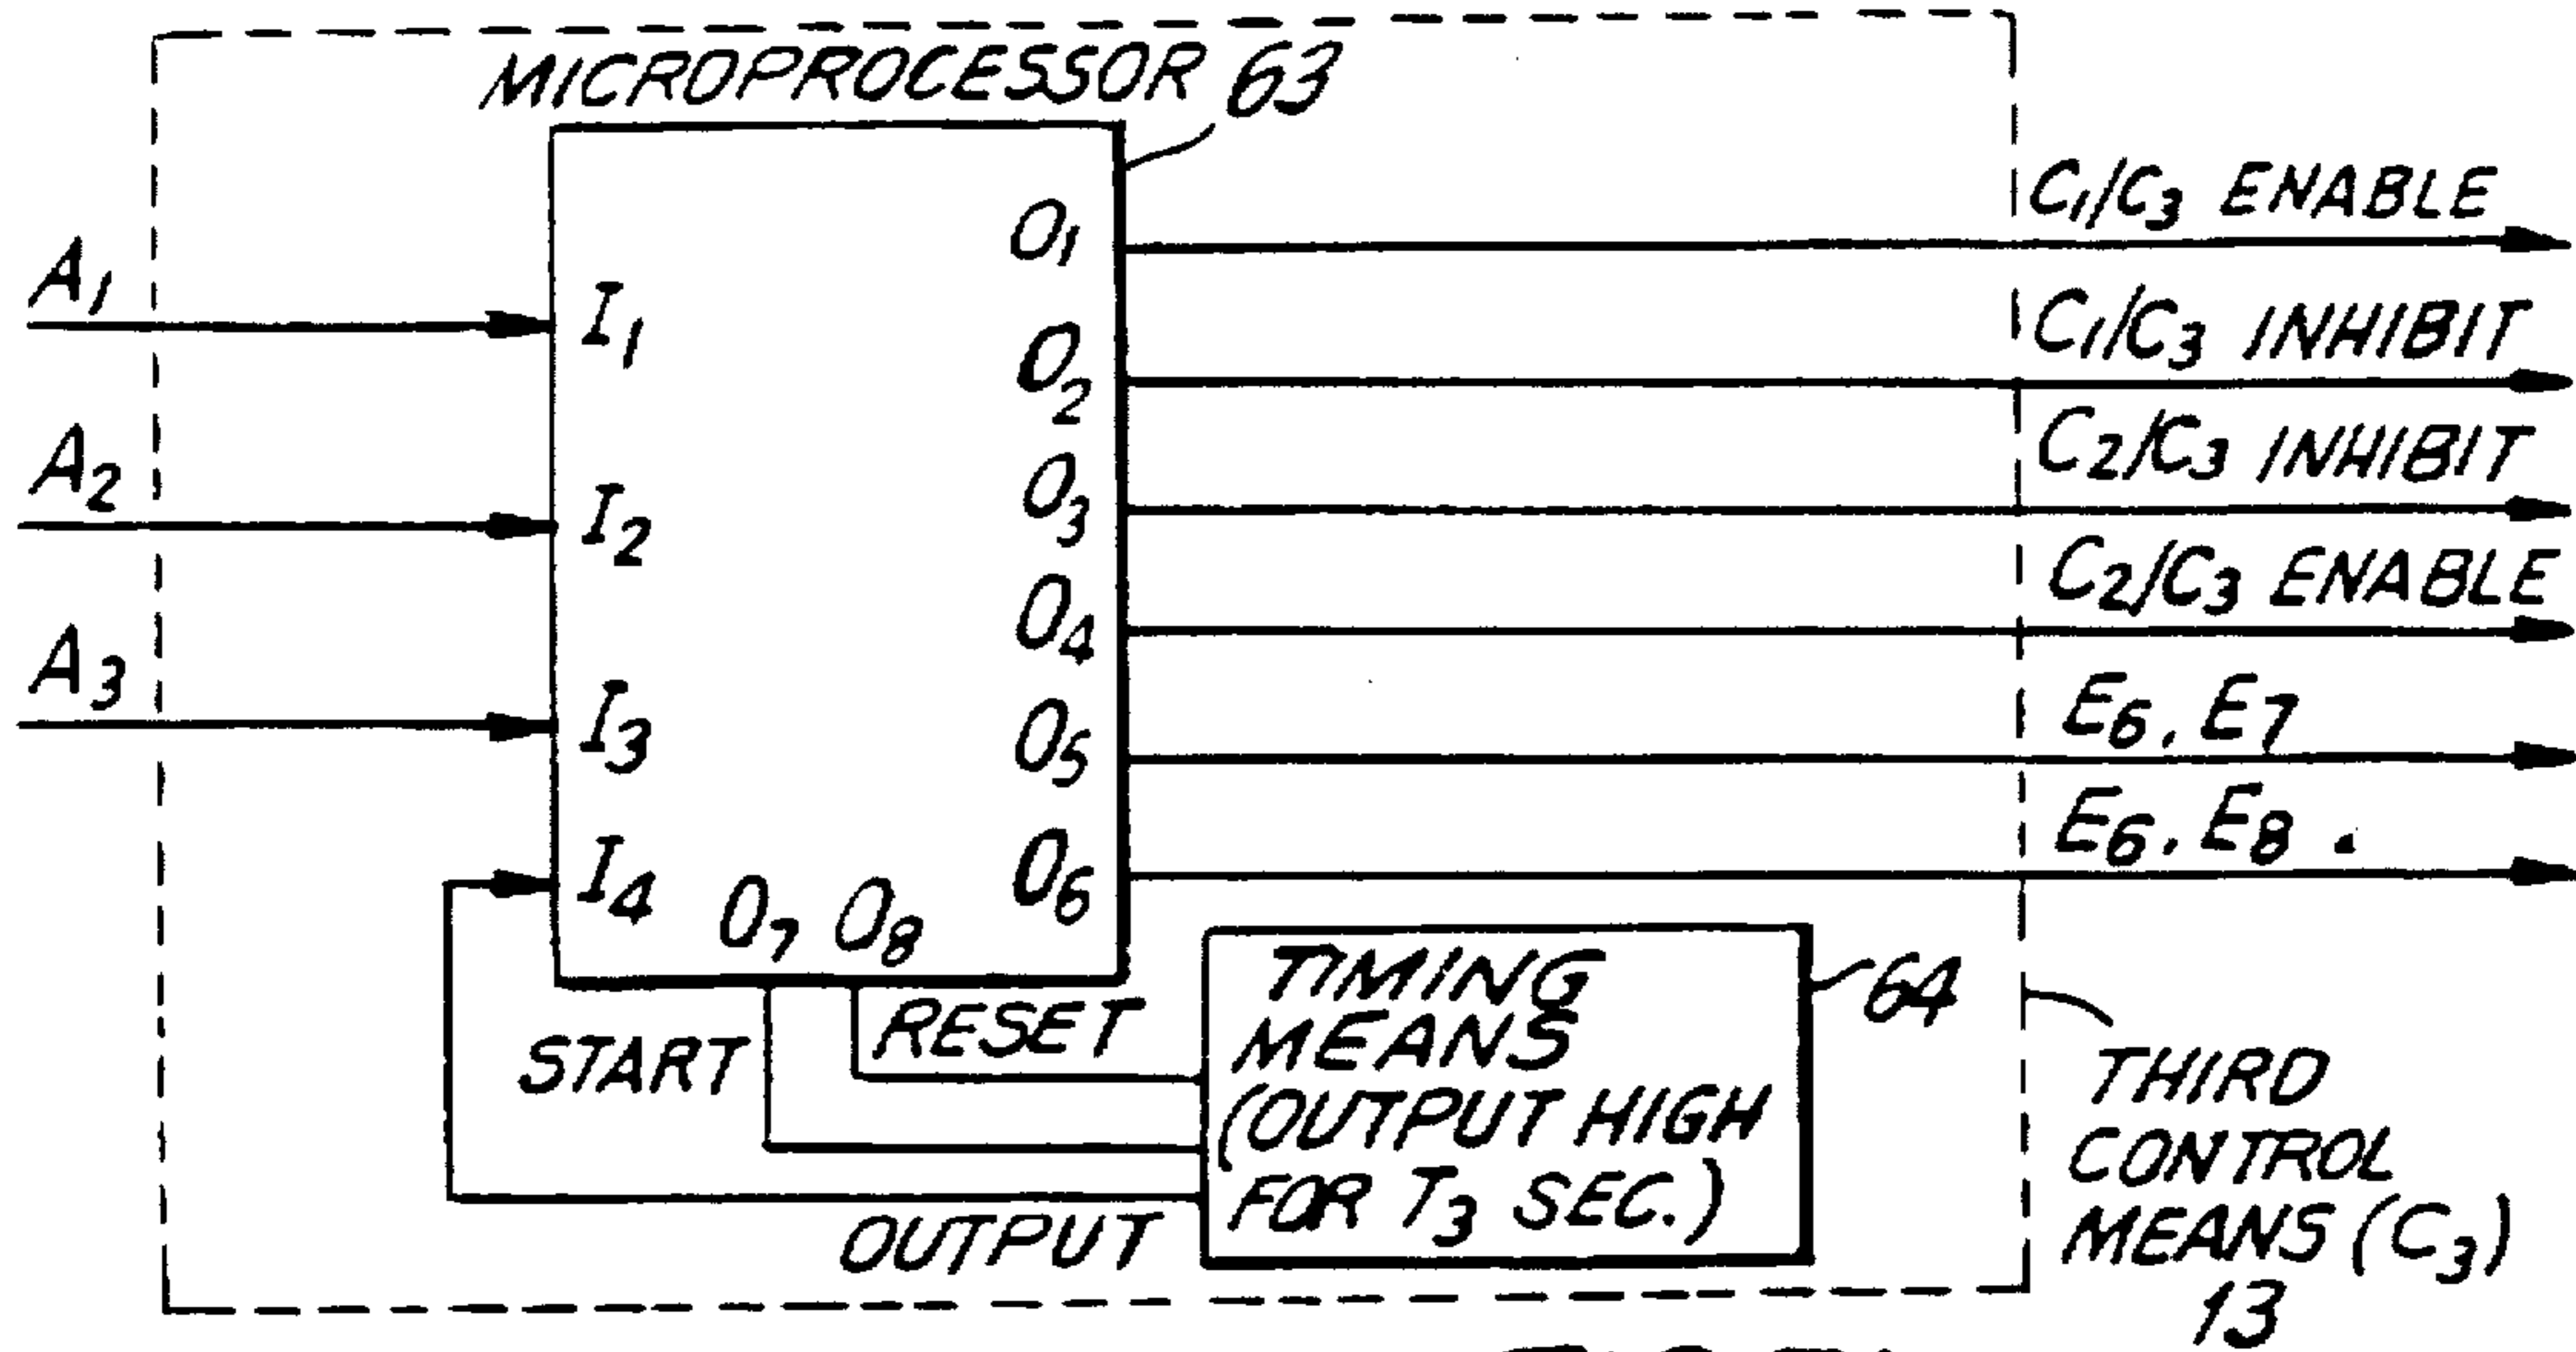 MICROPROCESSOR 63
A1
A2
A3
I1
I2
I3
I4
O1
O2
O3
O4
O5
O6
O7 O8
C1/C3 ENABLE
C1/C3 INHIBIT
C2/C3 INHIBIT
C2/C3 ENABLE
E6, E7
E6, E8 .
START
RESET
OUTPUT
TIMING
MEANS
(OUTPUT HIGH
FOR T3 SEC.)
64
THIRD
CONTROL
MEANS (C3)
13